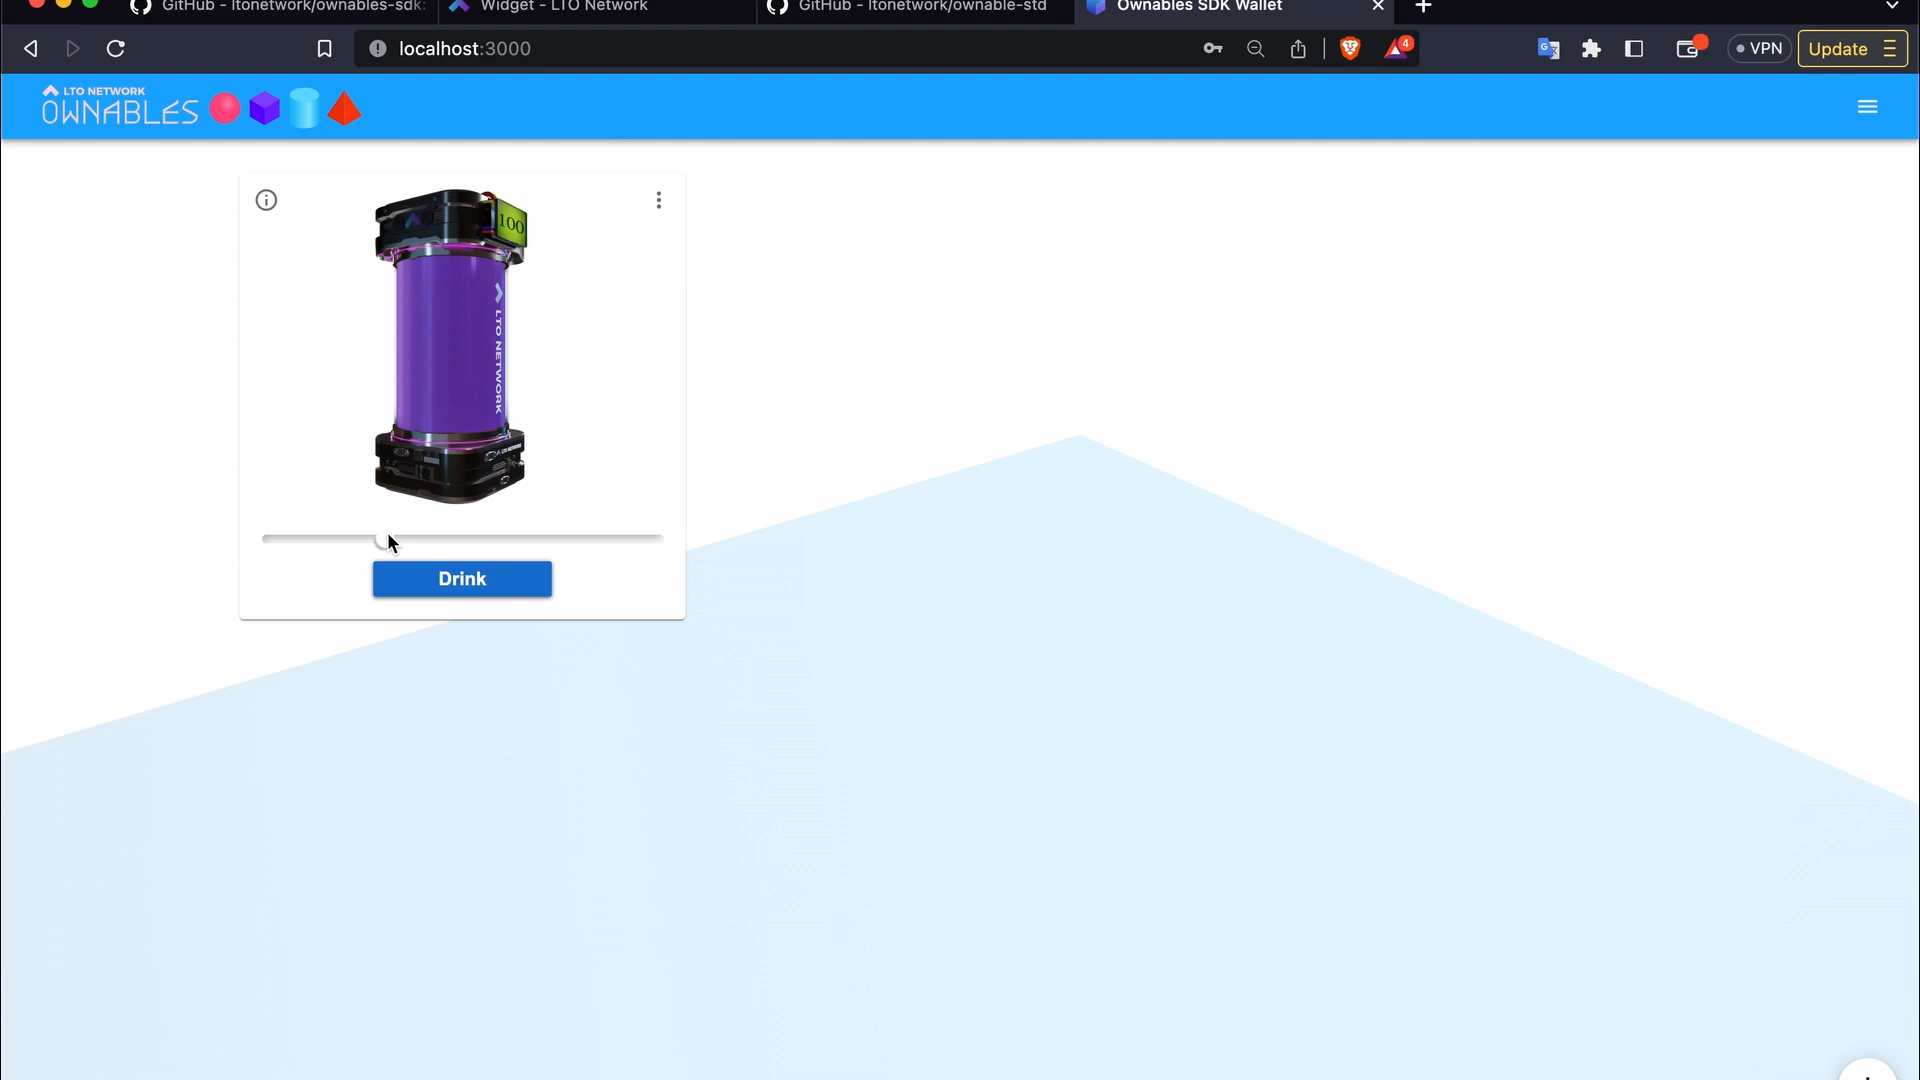 GitHub - ltonetwork/ownables-sdk:
Widget - LTO Network
GitHub - ltonetwork/ownable-std
Ownables SDK Wallet
localhost:3000
4
VPN
Update
LTO NETWORK
OWNABLES
100
LTO NETWORK
Drink